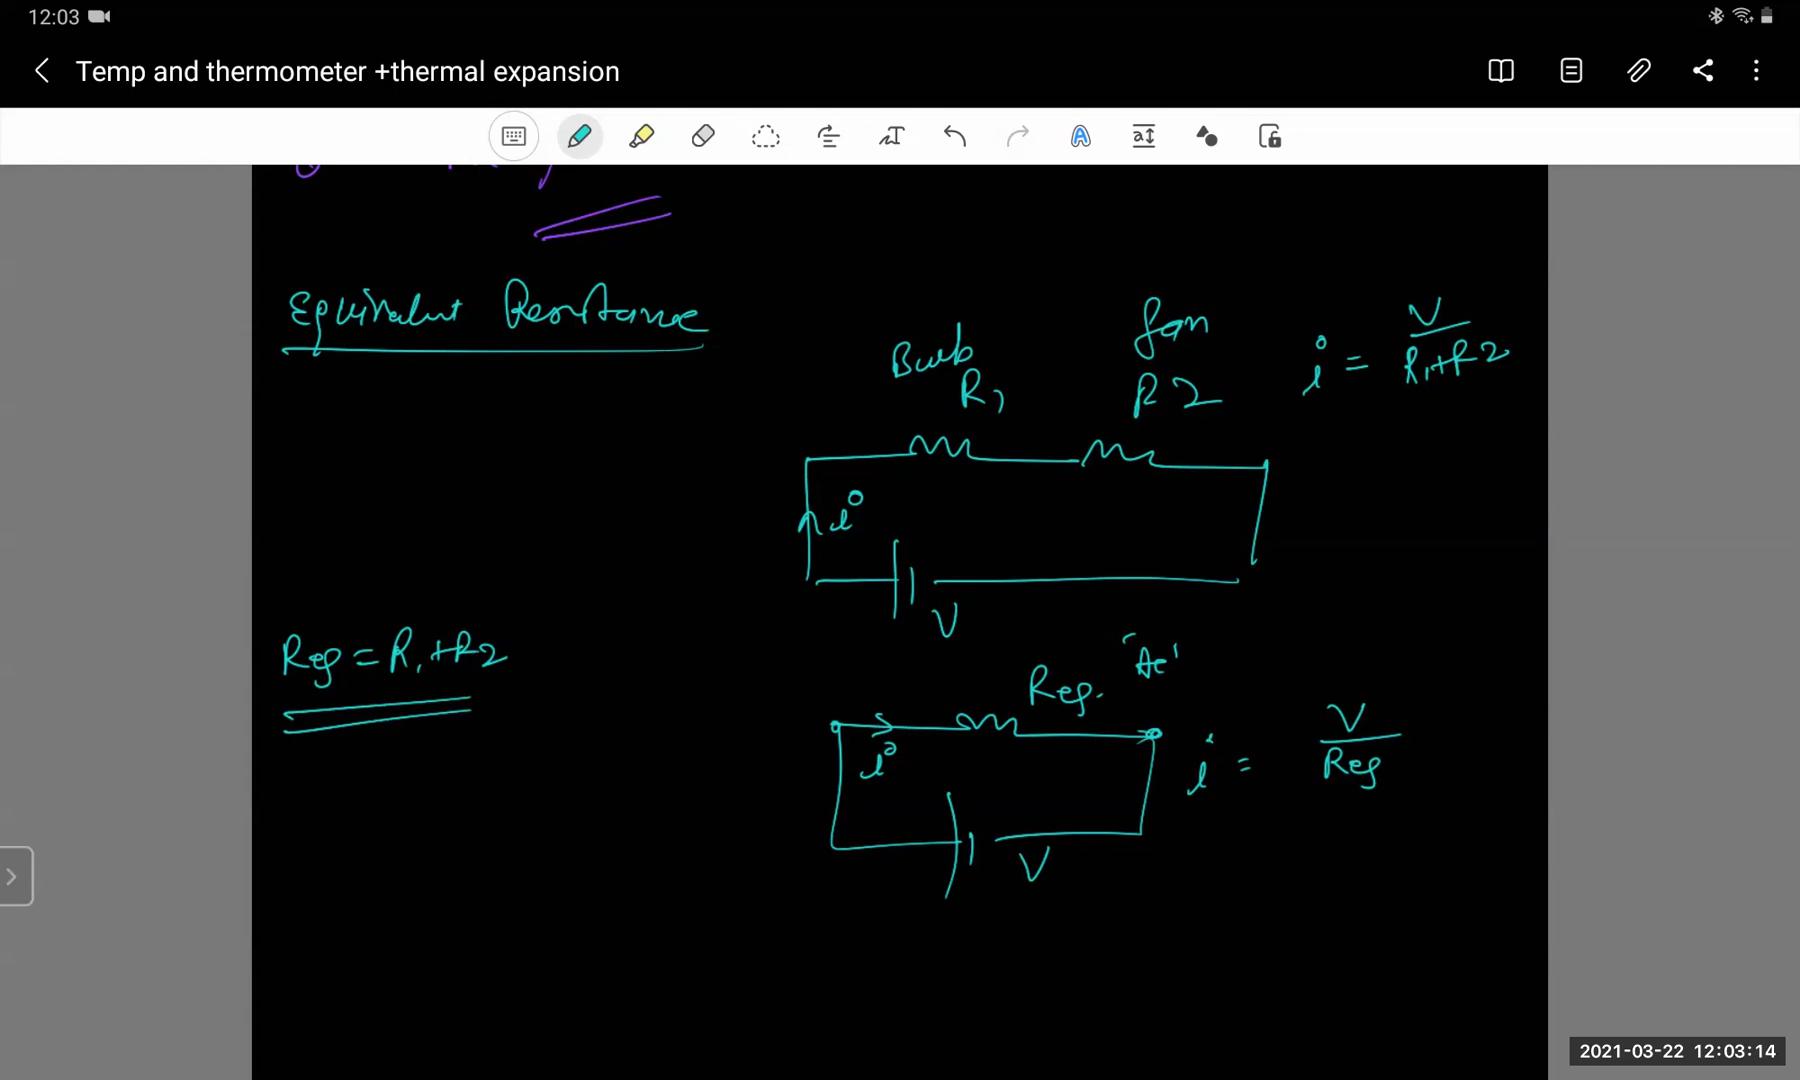 12:03
Temp and thermometer +thermal expansion
Equivalent Resistance
Bulb
fan
R1
R2
i = V / R1+R2
i
V
Req = R1+R2
Req.
'AC'
i
i = V / Req
V
2021-03-22 12:03:14